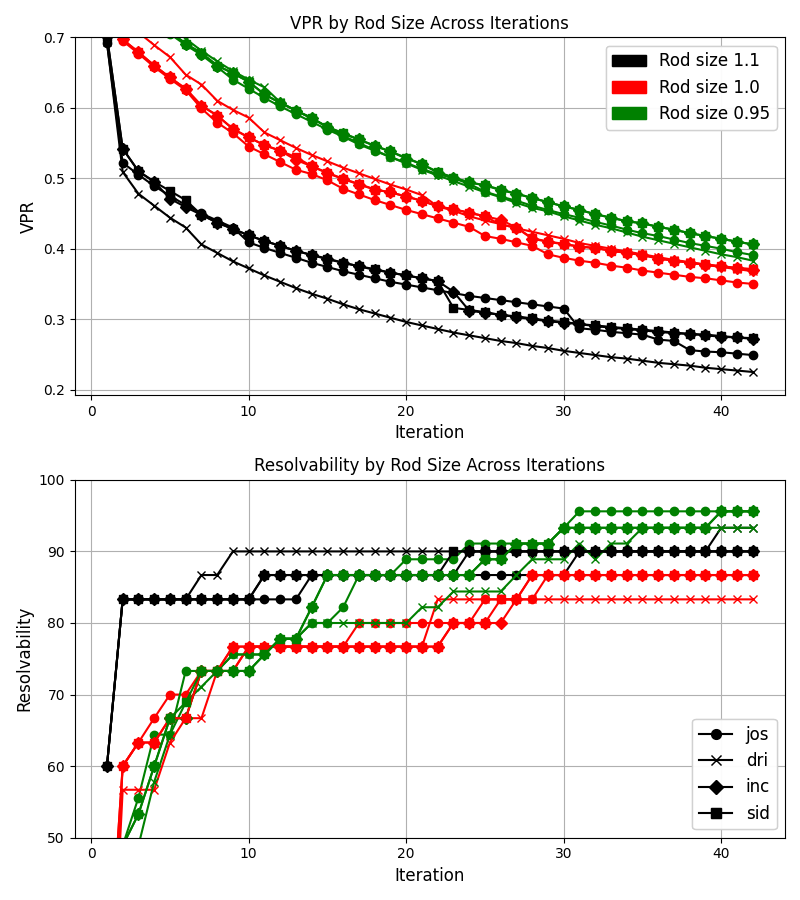 VPR by Rod Size Across Iterations
0.7
0.6
0.5
0.4
0.3
0.2
VPR
Rod size 1.1
Rod size 1.0
Rod size 0.95
0 10 20 30 40
Iteration
Resolvability by Rod Size Across Iterations
100
90
80
70
60
50
Resolvability
jos
dri
inc
sid
0 10 20 30 40
Iteration